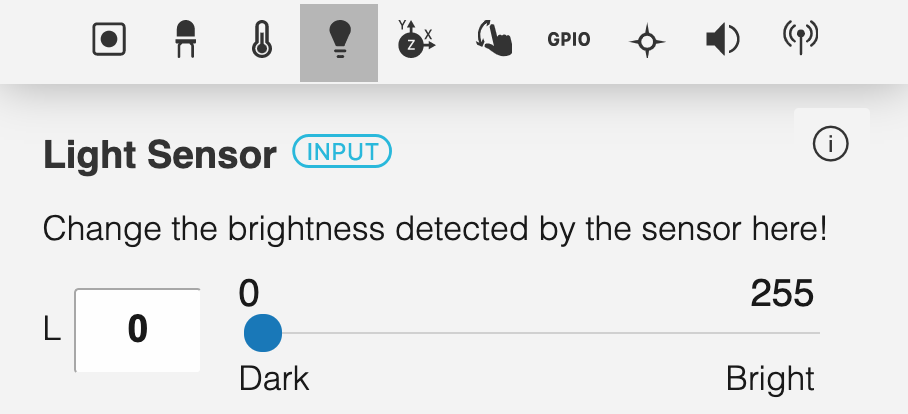 Y X Z GPIO
Light Sensor INPUT
i
Change the brightness detected by the sensor here!
0 255
L 0
Dark Bright